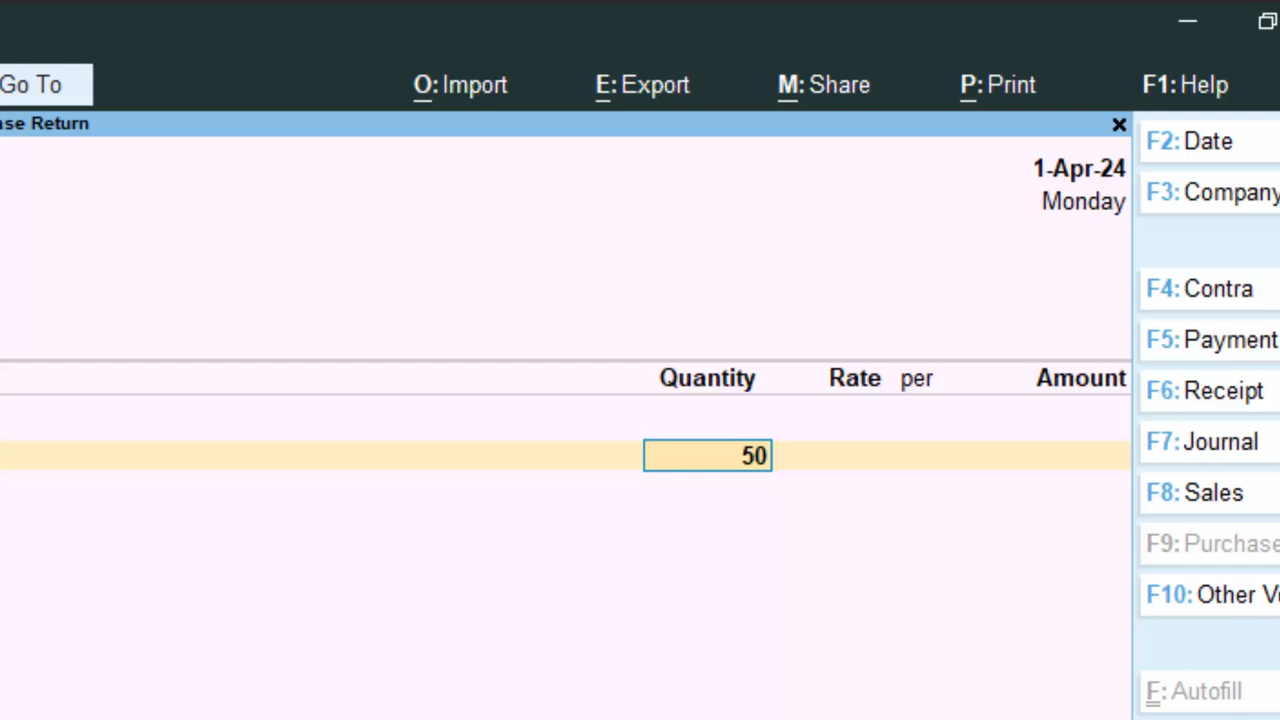 Go To O: Import E: Export M: Share P: Print F1: Help
se Return
F2: Date
1-Apr-24
Monday
F3: Company
F4: Contra
F5: Payment
Quantity Rate per Amount
F6: Receipt
F7: Journal
50
F8: Sales
F9: Purchase
F10: Other V
F: Autofill